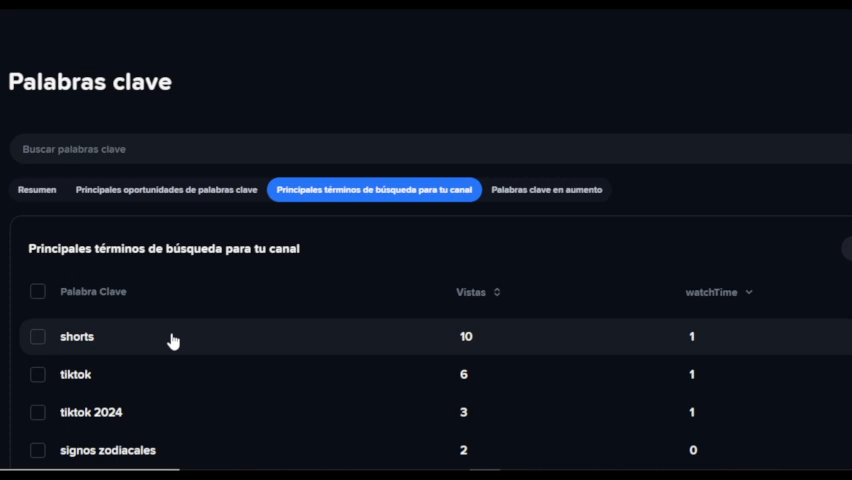 Palabras clave
Buscar palabras clave
Resumen Principales oportunidades de palabras clave Principales términos de búsqueda para tu canal Palabras clave en aumento
Principales términos de búsqueda para tu canal
Palabra Clave Vistas watchTime
shorts 10 1
tiktok 6 1
tiktok 2024 3 1
signos zodiacales 2 0